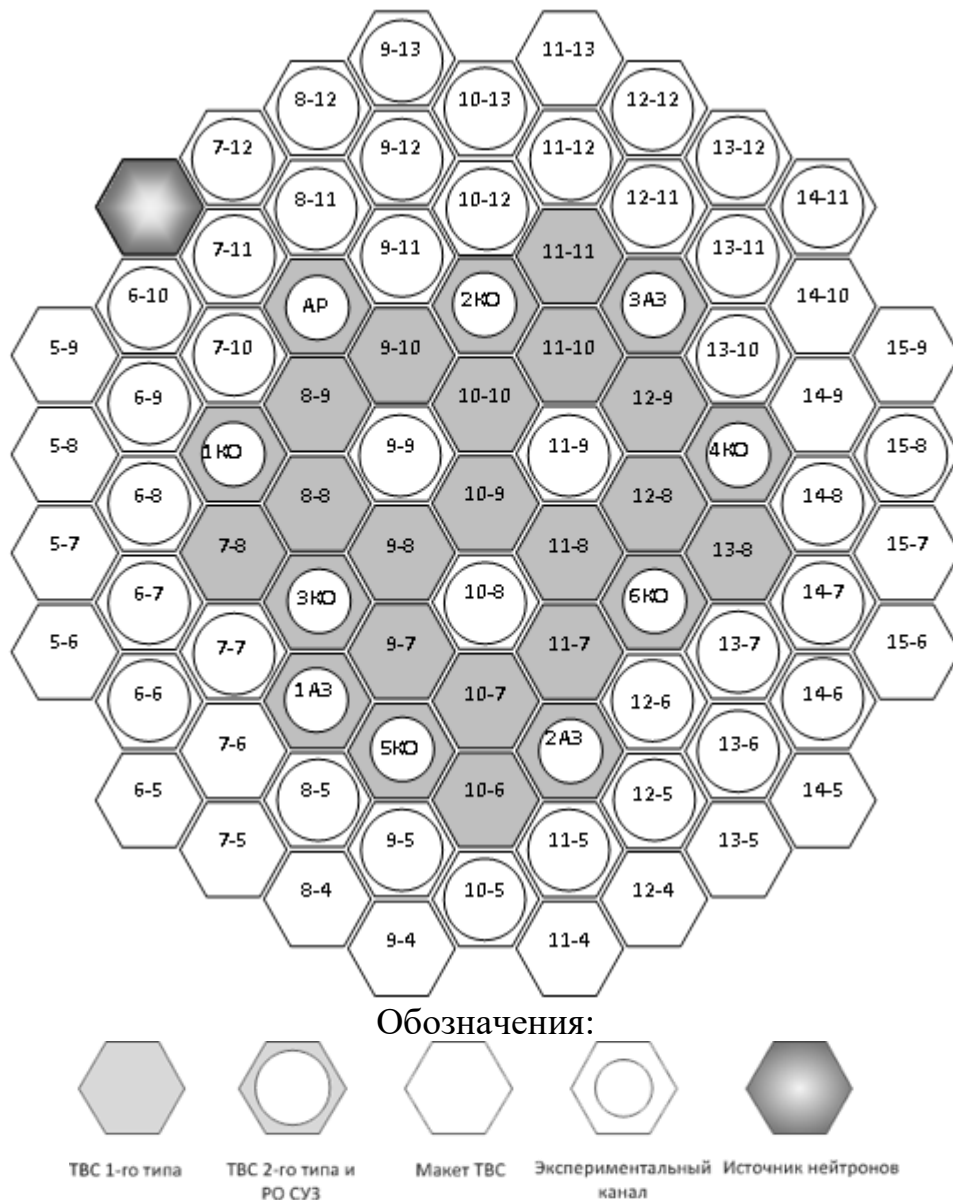 9-13 11-13
8-12 10-13 12-12
7-12 9-12 11-12 13-12
8-11 10-12 12-11 14-11
7-11 9-11 11-11 13-11
6-10 АР 2КО 3АЗ 14-10
5-9 7-10 9-10 11-10 13-10 15-9
6-9 8-9 10-10 12-9 14-9
5-8 1КО 9-9 11-9 4КО 15-8
6-8 8-8 10-9 12-8 14-8
5-7 7-8 9-8 11-8 13-8 15-7
6-7 3КО 10-8 6КО 14-7
5-6 7-7 9-7 11-7 13-7 15-6
6-6 1АЗ 10-7 12-6 14-6
7-6 5КО 2АЗ 13-6
6-5 8-5 10-6 12-5 14-5
7-5 9-5 11-5 13-5
8-4 10-5 12-4
9-4 11-4
Обозначения:
ТВС 1-го типа ТВС 2-го типа и Макет ТВС Экспериментальный Источник нейтронов
РО СУЗ канал